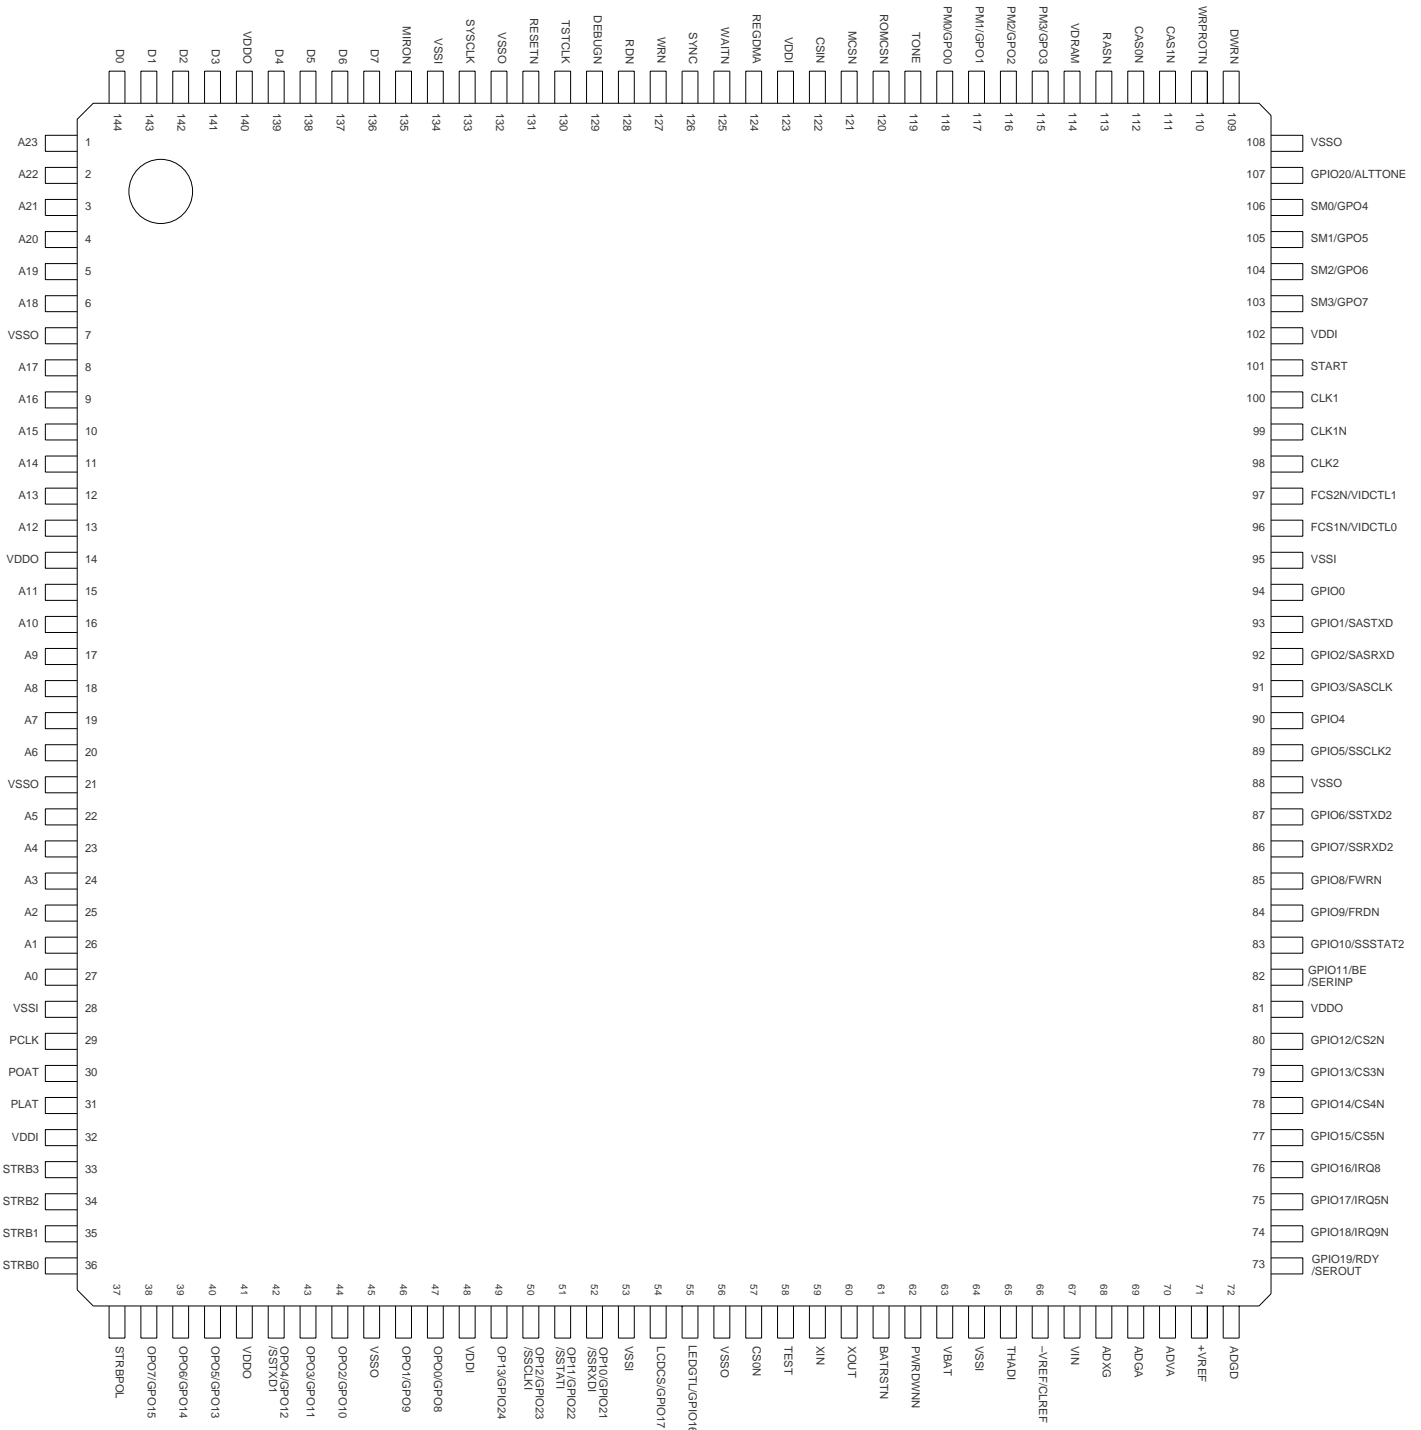 D0
D1
D2
D3
VDDO
D4
D5
D6
D7
MIRON
VSSI
SYSCLK
VSSO
RESETN
TSTCLK
DEBUGN
RDN
WRN
SYNC
WAITN
REGDMA
VDDI
CSIN
MCSN
ROMCSN
TONE
PM0/GPO0
PM1/GPO1
PM2/GPO2
PM3/GPO3
VDRAM
RASN
CAS0N
CAS1N
WRPROTN
DWRN
144
143
142
141
140
139
138
137
136
135
134
133
132
131
130
129
128
127
126
125
124
123
122
121
120
119
118
117
116
115
114
113
112
111
110
109
A23 1
A22 2
A21 3
A20 4
A19 5
A18 6
VSSO 7
A17 8
A16 9
A15 10
A14 11
A13 12
A12 13
VDDO 14
A11 15
A10 16
A9 17
A8 18
A7 19
A6 20
VSSO 21
A5 22
A4 23
A3 24
A2 25
A1 26
A0 27
VSSI 28
PCLK 29
POAT 30
PLAT 31
VDDI 32
STRB3 33
STRB2 34
STRB1 35
STRB0 36
108 VSSO
107 GPIO20/ALTTONE
106 SM0/GPO4
105 SM1/GPO5
104 SM2/GPO6
103 SM3/GPO7
102 VDDI
101 START
100 CLK1
99 CLK1N
98 CLK2
97 FCS2N/VIDCTL1
96 FCS1N/VIDCTL0
95 VSSI
94 GPIO0
93 GPIO1/SASTXD
92 GPIO2/SASRXD
91 GPIO3/SASCLK
90 GPIO4
89 GPIO5/SSCLK2
88 VSSO
87 GPIO6/SSTXD2
86 GPIO7/SSRXD2
85 GPIO8/FWRN
84 GPIO9/FRDN
83 GPIO10/SSSTAT2
82 GPIO11/BE
/SERINP
81 VDDO
80 GPIO12/CS2N
79 GPIO13/CS3N
78 GPIO14/CS4N
77 GPIO15/CS5N
76 GPIO16/IRQ8
75 GPIO17/IRQ5N
74 GPIO18/IRQ9N
73 GPIO19/RDY
/SEROUT
37
38
39
40
41
42
43
44
45
46
47
48
49
50
51
52
53
54
55
56
57
58
59
60
61
62
63
64
65
66
67
68
69
70
71
72
STRBPOL
OPO7/GPO15
OPO6/GPO14
OPO5/GPO13
VDDO
OPO4/GPO12
/SSTXD1
OPO3/GPO11
OPO2/GPO10
VSSO
OPO1/GPO9
OPO0/GPO8
VDDI
OP13/GPIO24
OP12/GPIO23
/SSCLKI
OP11/GPIO22
/SSTATI
OP10/GPIO21
/SSRXDI
VSSI
LCDCS/GPIO17
LEDGTL/GPIO16
VSSO
CS0N
TEST
XIN
XOUT
BATRSTN
PWRDWNN
VBAT
VSSI
THADI
–VREF/CLREF
VIN
ADXG
ADGA
ADVA
+VREF
ADGD